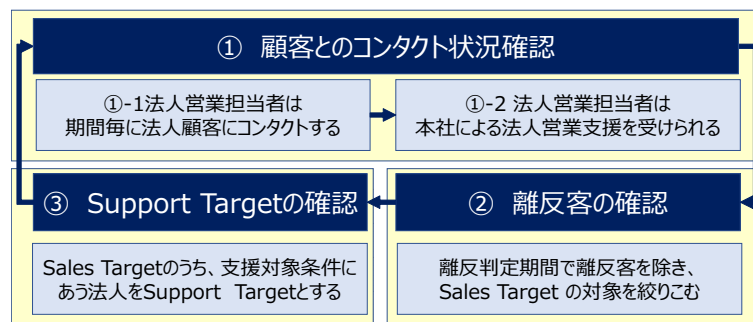 ① 顧客とのコンタクト状況確認
①-1法人営業担当者は
期間毎に法人顧客にコンタクトする
①-2 法人営業担当者は
本社による法人営業支援を受けられる
③ Support Targetの確認
Sales Targetのうち、支援対象条件に
あう法人をSupport Targetとする
② 離反客の確認
離反判定期間で離反客を除き、
Sales Target の対象を絞りこむ